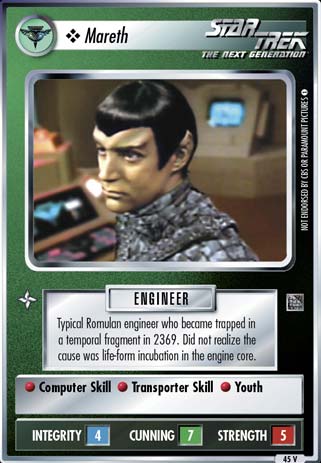 ❖ Mareth
STAR TREK
THE NEXT GENERATION
NOT ENDORSED BY CBS OR PARAMOUNT PICTURES
ENGINEER
Typical Romulan engineer who became trapped in
a temporal fragment in 2369. Did not realize the
cause was life-form incubation in the engine core.
Computer Skill Transporter Skill Youth
INTEGRITY 4 CUNNING 7 STRENGTH 5
45 V